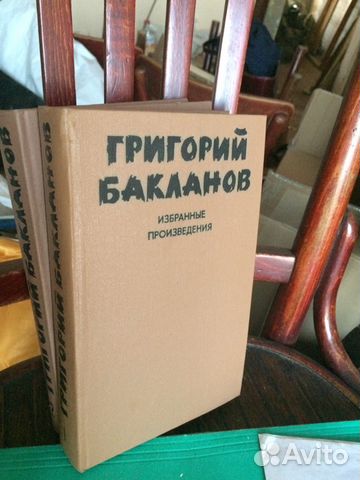 ГРИГОРИЙ
БАКЛАНОВ
ИЗБРАННЫЕ
ПРОИЗВЕДЕНИЯ
ГРИГОРИЙ БАКЛАНОВ
ГРИГОРИЙ БАКЛАНОВ
Avito